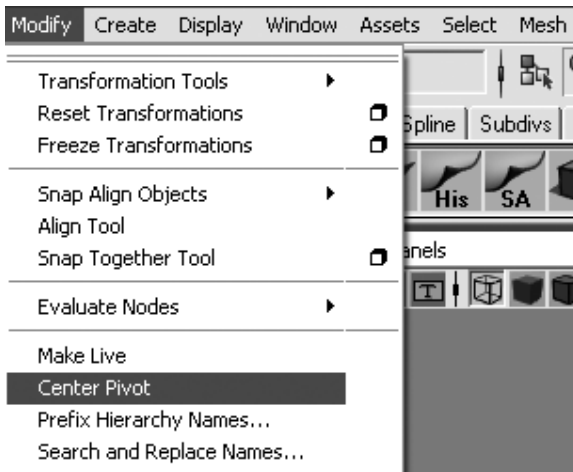 Modify Create Display Window Assets Select Mesh
Transformation Tools
Reset Transformations
Freeze Transformations
Spline Subdivs
Snap Align Objects
His SA
Align Tool
Snap Together Tool
anels
T
Evaluate Nodes
Make Live
Center Pivot
Prefix Hierarchy Names...
Search and Replace Names...